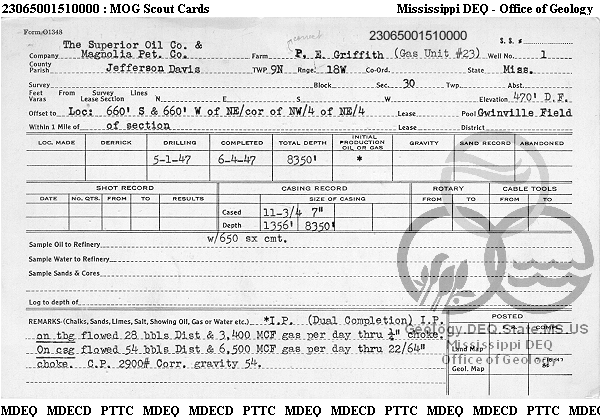 23065001510000 : MOG Scout Cards Mississippi DEQ - Office of Geology
Form O1348 23065001510000 S. S. #
The Superior Oil Co. &
Company Magnolia Pet. Co. Farm P. E. Griffith (Gas Unit #23) Well No. 1
County
Parish Jefferson Davis TWP. 9N Rnge. 18W Co-Ord. State Miss.
Survey Block Sec. 30 Twp. Abst.
Feet From Survey Lines
Varas Lease Section N E S W Elevation 470' D.F.
Offset to Loc: 660' S & 660' W of NE/cor of NW/4 of NE/4 Lease Pool Gwinville Field
Within 1 Mile of of section Lease District
LOC. MADE DERRICK DRILLING COMPLETED TOTAL DEPTH INITIAL PRODUCTION OIL OR GAS GRAVITY SAND RECORD ABANDONED
5-1-47 6-4-47 8350' *
SHOT RECORD CASING RECORD ROTARY CABLE TOOLS
DATE No. QTS. FROM TO RESULTS SIZE OF CASING FROM TO FROM TO
Cased 11-3/4 7"
Depth 1356' 8350'
w/650 sx cmt.
Sample Oil to Refinery
Sample Water to Refinery
Sample Sands & Cores
Log to depth of
REMARKS-(Chalks, Sands, Limes, Salt, Showing Oil, Gas or Water etc.) *I.P. (Dual Completion) I.P.
on tbg flowed 28 bbls Dist & 3,400 MCF gas per day thru ¼" choke.
On csg flowed 54 bbls Dist & 6,500 MCF gas per day thru 22/64"
choke. C.P. 2900# Corr. gravity 54.
POSTED
Land Map
Geol. Map
Geology.DEQ.State.MS.US
Mississippi DEQ
Office of Geology
MDEQ MDECD PTTC MDEQ MDECD PTTC MDEQ MDECD PTTC MDEQ